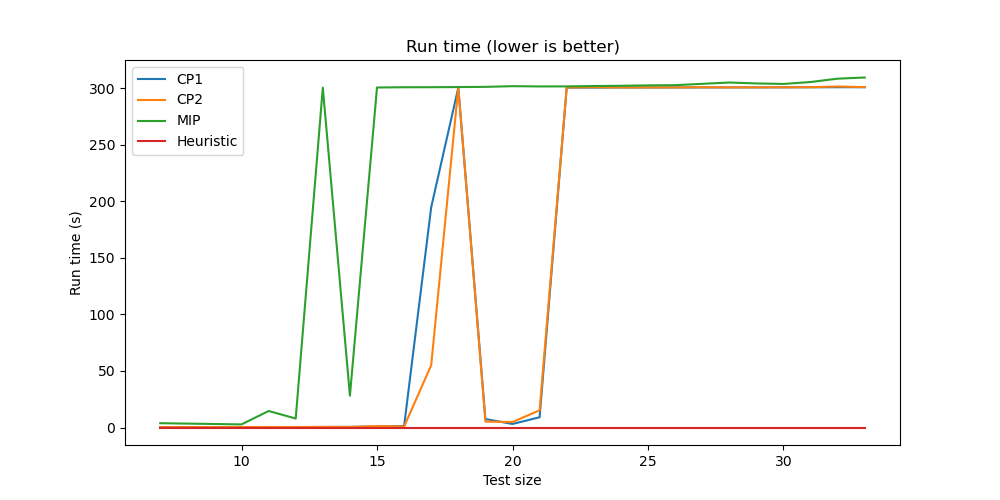 Run time (lower is better)
CP1
CP2
MIP
Heuristic
Run time (s)
300
250
200
150
100
50
0
10 15 20 25 30
Test size